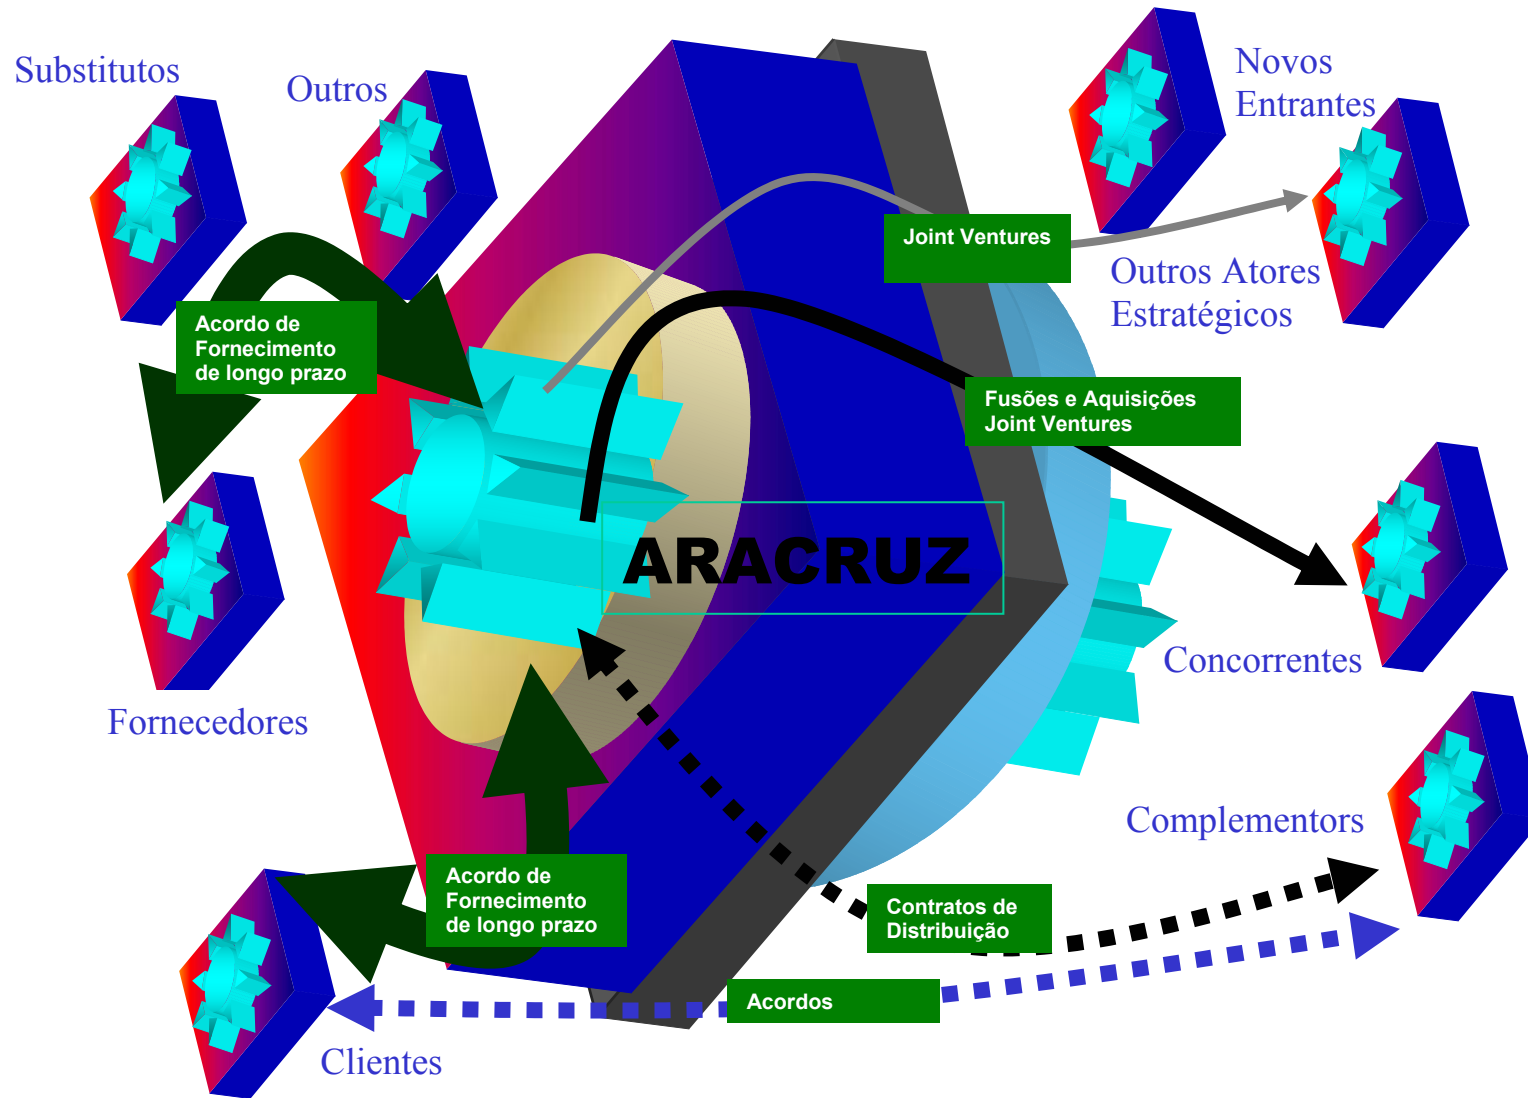 Substitutos
Outros
Novos
Entrantes
Joint Ventures
Outros Atores
Estratégicos
Acordo de
Fornecimento
de longo prazo
Fusões e Aquisições
Joint Ventures
ARACRUZ
Concorrentes
Fornecedores
Complementors
Acordo de
Fornecimento
de longo prazo
Contratos de
Distribuição
Acordos
Clientes